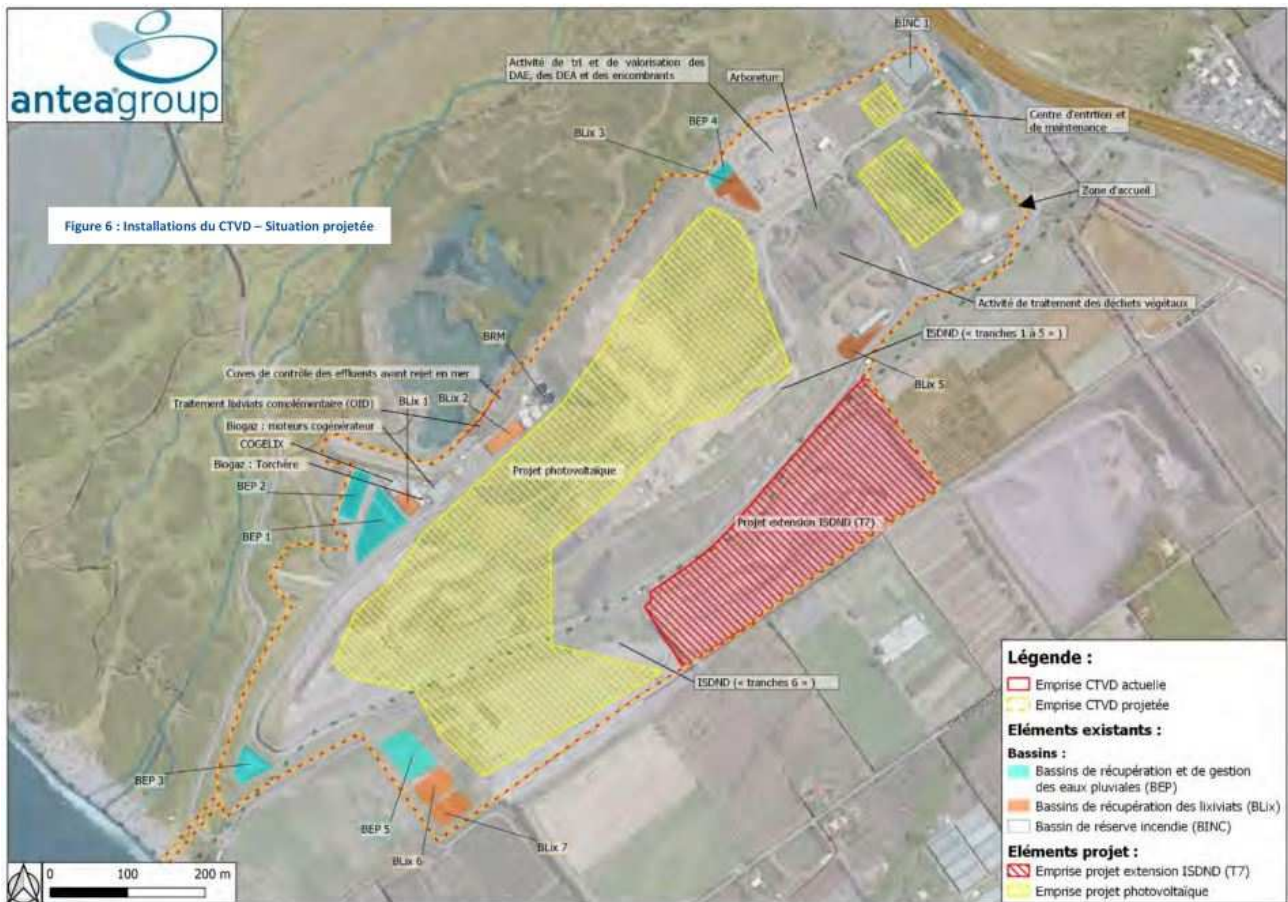 anteagroup
Figure 6 : Installations du CTVD – Situation projetée
BINC 1
Activité de tri et de valorisation des
DAE, des DEA et des encombrants
Arboretum
BEP 4
BLix 3
Centre d'entrtion et
de maintenance
Zone d'accueil
Activité de traitement des déchets végétaux
ISDND (« tranches 1 à 5 » )
BLix 5
BRM
Cuves de contrôle des effluents avant rejet en mer
Traitement lixiviats complémentaire (OID)
BLix 1
BLix 2
Biogaz : moteurs cogénérateur
COGELIX
Biogaz : Torchère
BEP 2
BEP 1
Projet photovoltaïque
Projet extension ISDND (T7)
ISDND (« tranches 6 » )
BEP 3
BEP 5
BLix 6
BLix 7
0 100 200 m
Légende :
Emprise CTVD actuelle
Emprise CTVD projetée
Eléments existants :
Bassins :
Bassins de récupération et de gestion
des eaux pluviales (BEP)
Bassins de récupération des lixiviats (BLix)
Bassin de réserve incendie (BINC)
Eléments projet :
Emprise projet extension ISDND (T7)
Emprise projet photovoltaïque